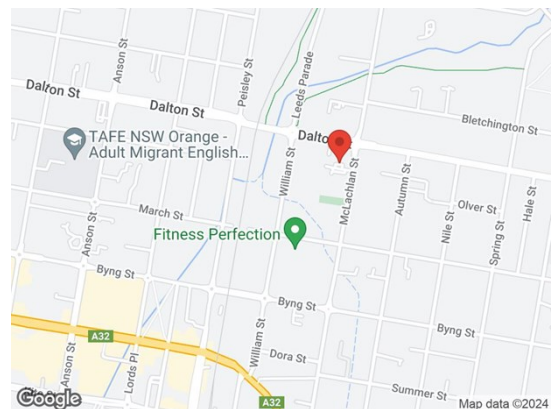 Anson St
Peisley St
Leeds Parade
Dalton St
Dalton St
Dalton St
Bletchington St
TAFE NSW Orange -
Adult Migrant English...
William St
McLachlan St
Autumn St
Olver St
Hale St
March St
Anson St
Fitness Perfection
Nile St
Spring St
Byng St
Byng St
Byng St
A32
Anson St
Lords Pl
William St
Dora St
A32
Summer St
Google
Map data ©2024